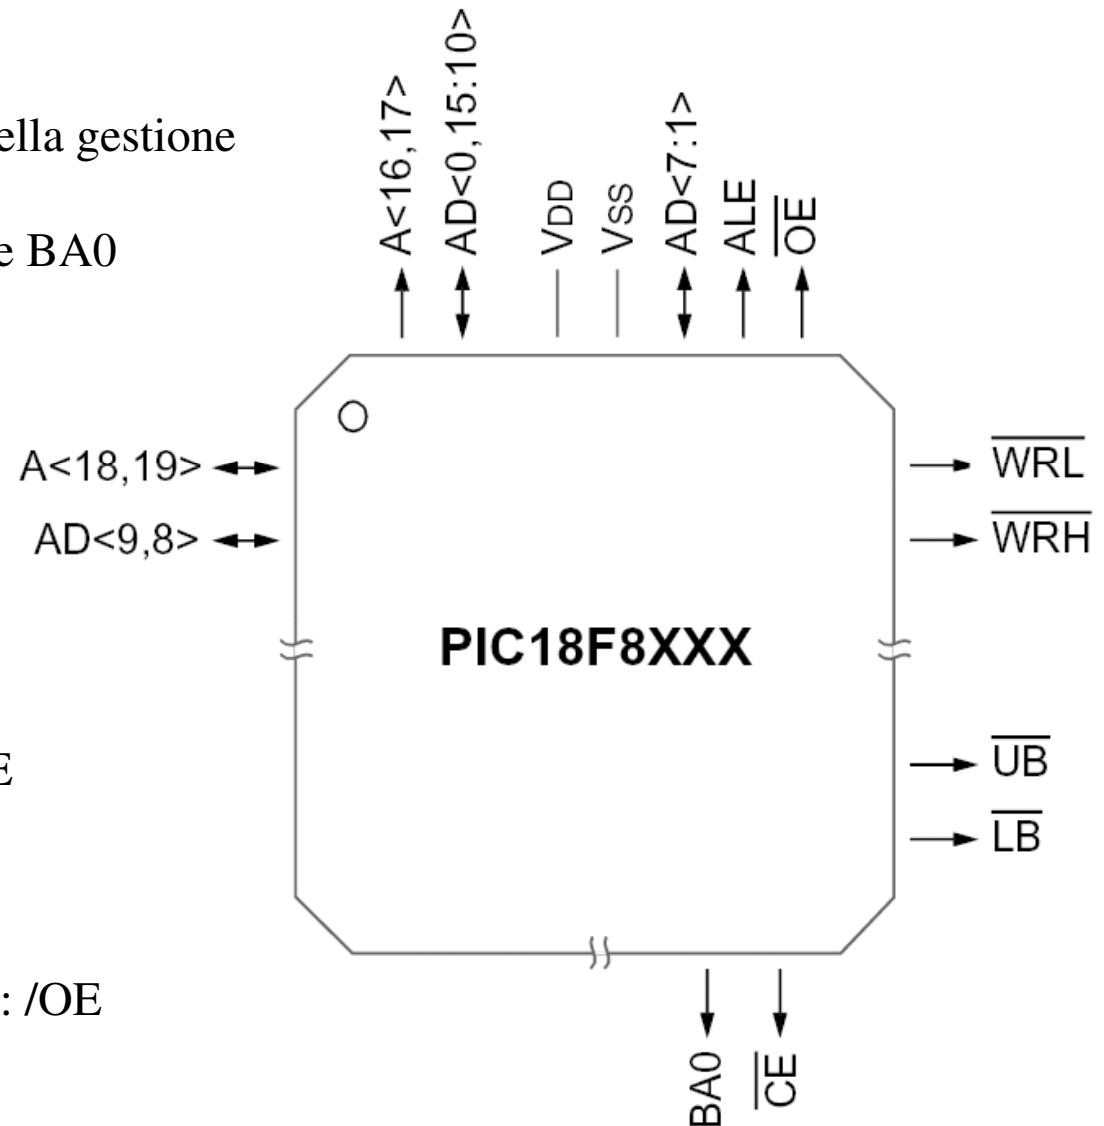 ella gestione
e BA0
E
: /OE
A<16,17>
AD<0,15:10>
VDD
VSS
AD<7:1>
ALE
OE
A<18,19>
AD<9,8>
PIC18F8XXX
WRL
WRH
UB
LB
BA0
CE